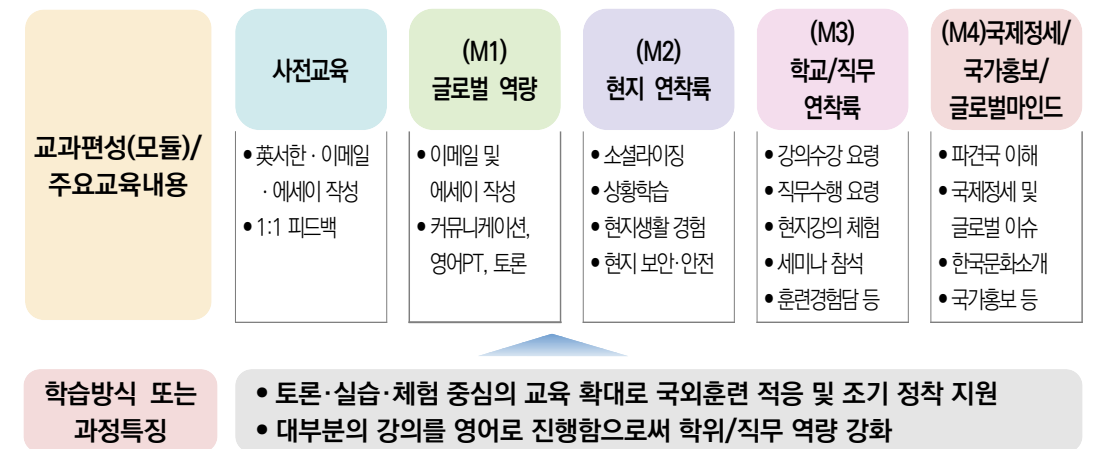 교과편성(모듈)/
주요교육내용
사전교육
• 英서한 · 이메일
· 에세이 작성
• 1:1 피드백
(M1)
글로벌 역량
• 이메일 및
에세이 작성
• 커뮤니케이션,
영어PT, 토론
(M2)
현지 연착륙
• 소셜라이징
• 상황학습
• 현지생활 경험
• 현지 보안·안전
(M3)
학교/직무
연착륙
• 강의수강 요령
• 직무수행 요령
• 현지강의 체험
• 세미나 참석
• 훈련경험담 등
(M4)국제정세/
국가홍보/
글로벌마인드
• 파견국 이해
• 국제정세 및
글로벌 이슈
• 한국문화소개
• 국가홍보 등
학습방식 또는
과정특징
• 토론·실습·체험 중심의 교육 확대로 국외훈련 적응 및 조기 정착 지원
• 대부분의 강의를 영어로 진행함으로써 학위/직무 역량 강화